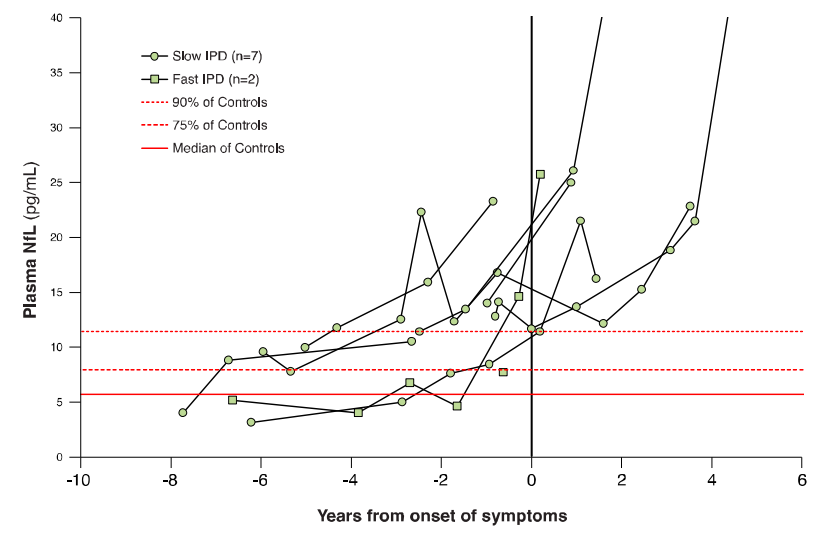 40
35
30
25
20
15
10
5
0
Plasma NfL (pg/mL)
Slow IPD (n=7)
Fast IPD (n=2)
90% of Controls
75% of Controls
Median of Controls
-10 -8 -6 -4 -2 0 2 4 6
Years from onset of symptoms